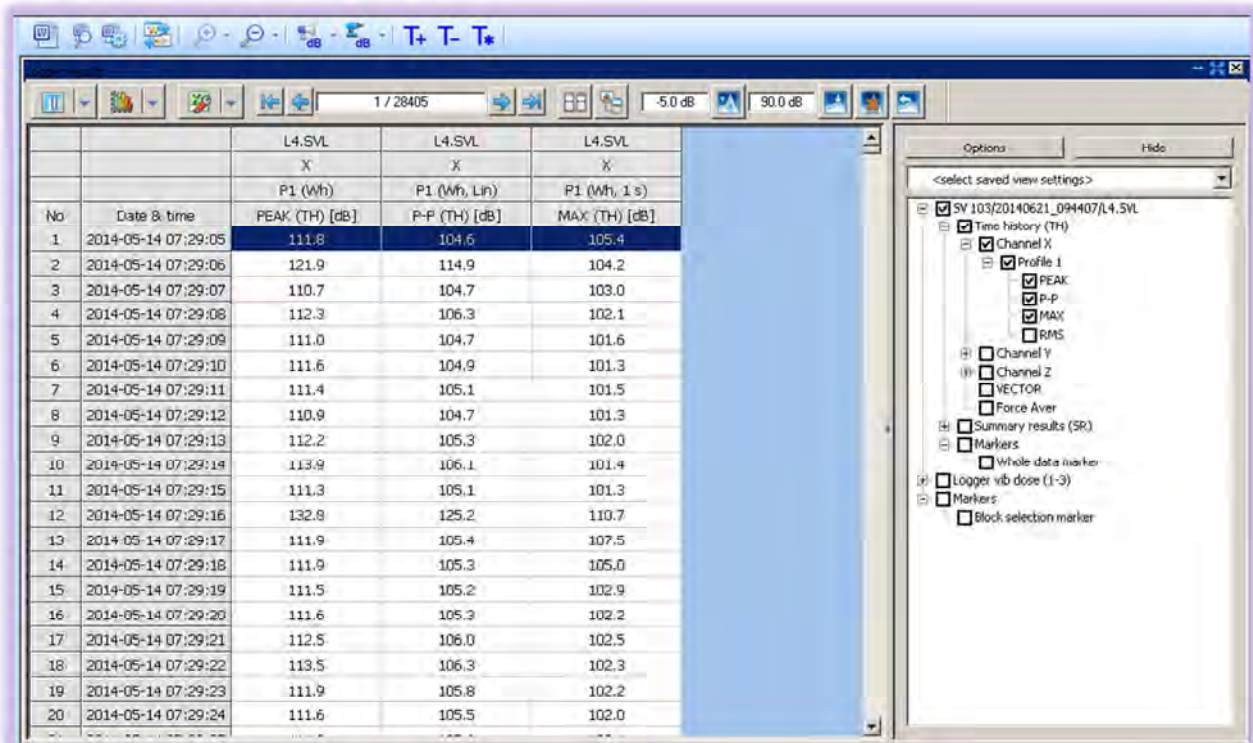 dB dB T+ T- T*
Logger results
1 / 28405 -5.0 dB 90.0 dB
L4.SVL L4.SVL L4.SVL
X X X
P1 (Wh) P1 (Wh, Lin) P1 (Wh, 1 s)
No Date & time PEAK (TH) [dB] P-P (TH) [dB] MAX (TH) [dB]
1 2014-05-14 07:29:05 111.8 104.6 105.4
2 2014-05-14 07:29:06 121.9 114.9 104.2
3 2014-05-14 07:29:07 110.7 104.7 103.0
4 2014-05-14 07:29:08 112.3 106.3 102.1
5 2014-05-14 07:29:09 111.0 104.7 101.6
6 2014-05-14 07:29:10 111.6 104.9 101.3
7 2014-05-14 07:29:11 111.4 105.1 101.5
8 2014-05-14 07:29:12 110.9 104.7 101.3
9 2014-05-14 07:29:13 112.2 105.3 102.0
10 2014-05-14 07:29:14 113.9 106.1 101.4
11 2014-05-14 07:29:15 111.3 105.1 101.3
12 2014-05-14 07:29:16 132.8 125.2 110.7
13 2014-05-14 07:29:17 111.9 105.4 107.5
14 2014-05-14 07:29:18 111.9 105.3 105.0
15 2014-05-14 07:29:19 111.5 105.2 102.9
16 2014-05-14 07:29:20 111.6 105.3 102.2
17 2014-05-14 07:29:21 112.5 106.0 102.5
18 2014-05-14 07:29:22 113.5 106.3 102.3
19 2014-05-14 07:29:23 111.9 105.8 102.2
20 2014-05-14 07:29:24 111.6 105.5 102.0
Options Hide
<select saved view settings>
SV 103/20140621_094407/L4.SVL
Time history (TH)
Channel X
Profile 1
PEAK
P-P
MAX
RMS
Channel Y
Channel Z
VECTOR
Force Aver
Summary results (SR)
Markers
Whole data marker
Logger vib dose (1-3)
Markers
Block selection marker